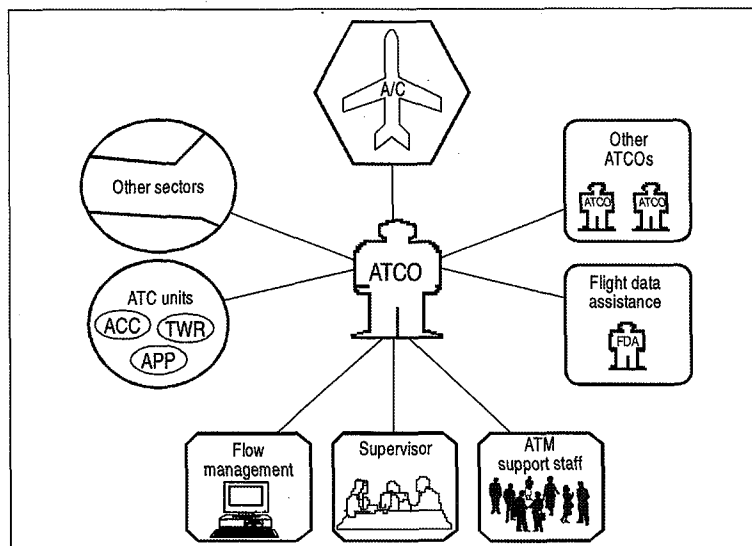 A/C
Other sectors
Other
ATCOs
ATCO
ATCO
ATCO
ATC units
ACC
TWR
APP
Flight data
assistance
FDA
Flow
management
Supervisor
ATM
support staff